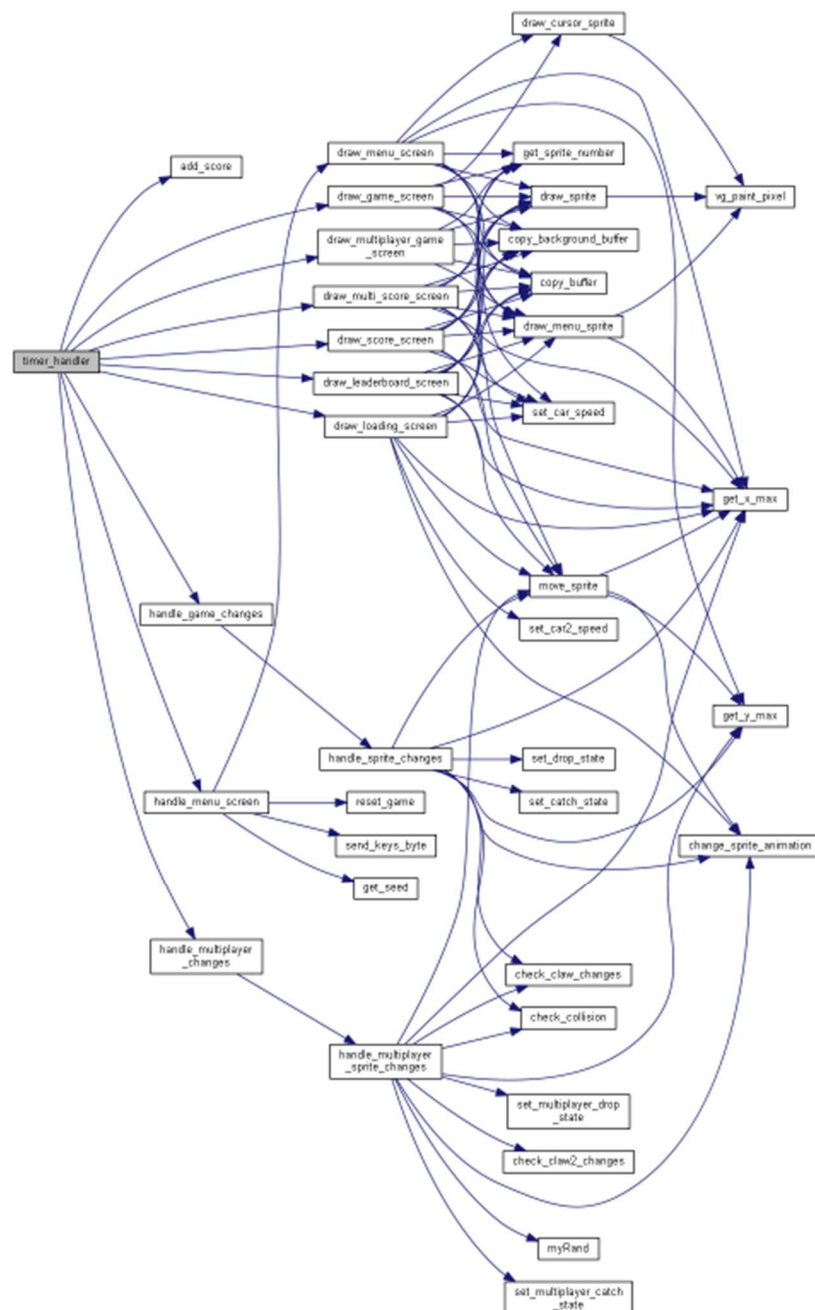 draw_cursor_sprite
add_score
draw_menu_screen
get_sprite_number
draw_game_screen
draw_sprite
vg_paint_pixel
draw_multiplayer_game
_screen
copy_background_buffer
draw_multi_score_screen
copy_buffer
draw_score_screen
draw_menu_sprite
timer_handler
draw_leaderboard_screen
draw_loading_screen
set_car_speed
get_x_max
move_sprite
handle_game_changes
set_car2_speed
get_y_max
handle_sprite_changes
set_drop_state
handle_menu_screen
reset_game
set_catch_state
send_keys_byte
change_sprite_animation
get_seed
handle_multiplayer
_changes
check_claw_changes
check_collision
handle_multiplayer
_sprite_changes
set_multiplayer_drop
_state
check_claw2_changes
myRand
set_multiplayer_catch
_state